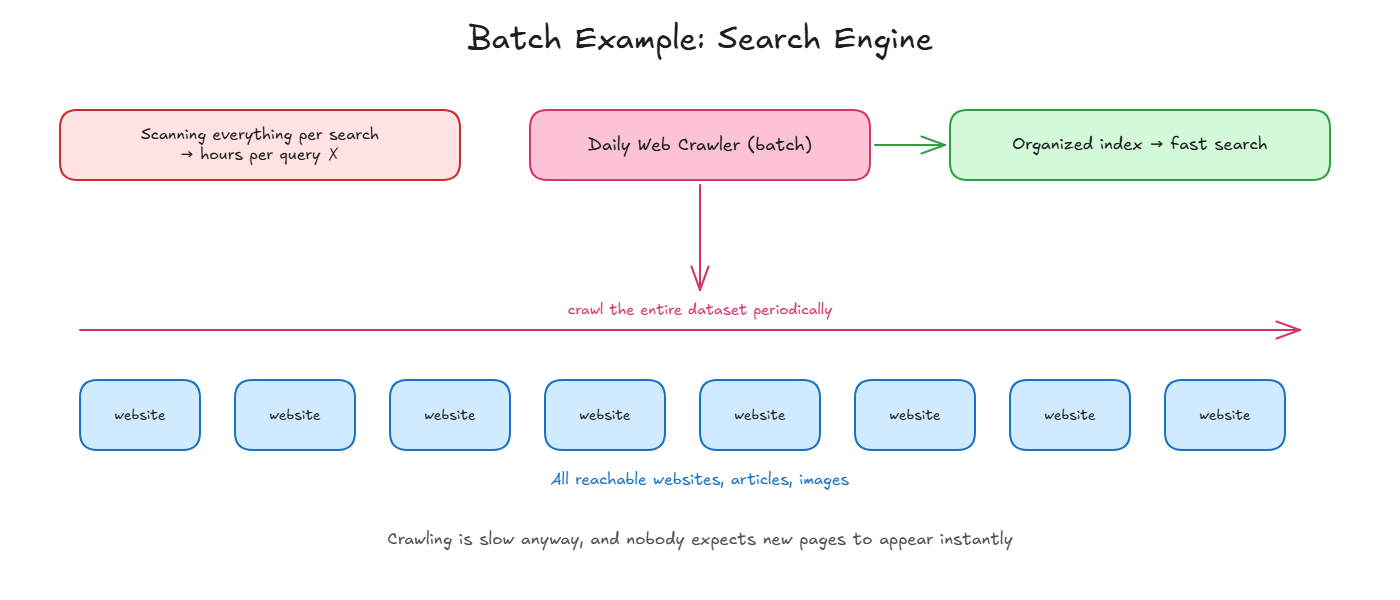 Batch Example: Search Engine
Scanning everything per search
→ hours per query X
Daily Web Crawler (batch)
Organized index → fast search
crawl the entire dataset periodically
website
website
website
website
website
website
website
website
All reachable websites, articles, images
Crawling is slow anyway, and nobody expects new pages to appear instantly